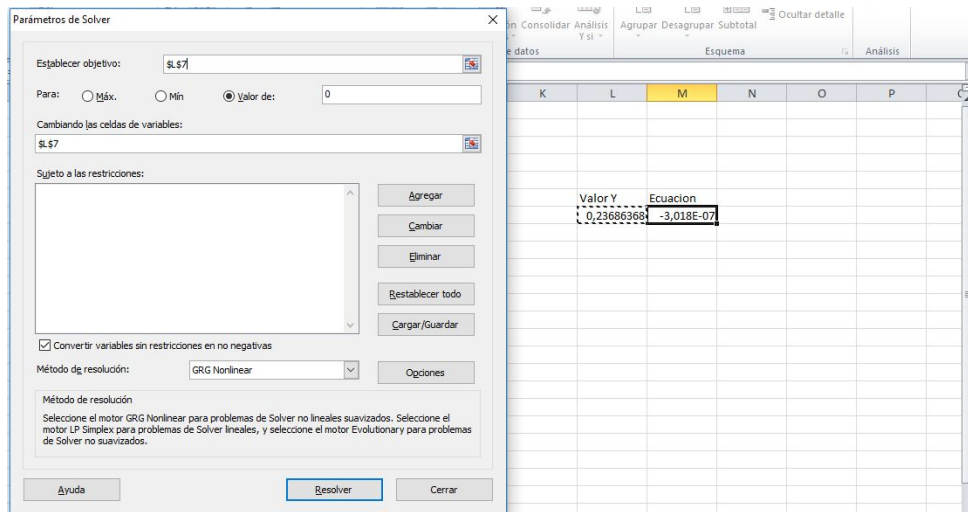 Parámetros de Solver
Establecer objetivo: $L$7
Para: Máx. Mín Valor de: 0
Cambiando las celdas de variables:
$L$7
Sujeto a las restricciones:
Agregar
Cambiar
Eliminar
Restablecer todo
Cargar/Guardar
Convertir variables sin restricciones en no negativas
Método de resolución: GRG Nonlinear Opciones
Método de resolución
Seleccione el motor GRG Nonlinear para problemas de Solver no lineales suavizados. Seleccione el
motor LP Simplex para problemas de Solver lineales, y seleccione el motor Evolutionary para problemas
de Solver no suavizados.
Ayuda Resolver Cerrar
Consolidar Análisis Agrupar Desagrupar Subtotal Ocultar detalle
Y si
datos Esquema Análisis
K L M N O P
Valor Y Ecuacion
0,23686368 -3,018E-07